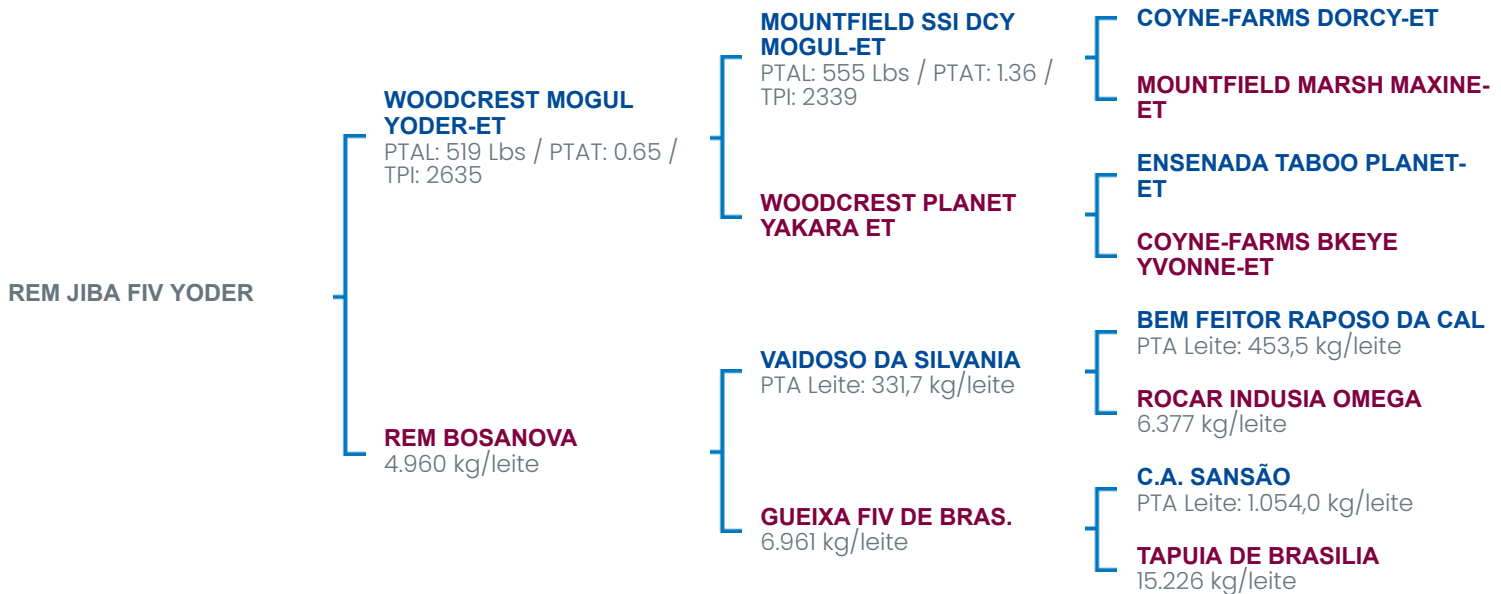 REM JIBA FIV YODER
WOODCREST MOGUL
YODER-ET
PTAL: 519 Lbs / PTAT: 0.65 /
TPI: 2635
REM BOSANOVA
4.960 kg/leite
MOUNTFIELD SSI DCY
MOGUL-ET
PTAL: 555 Lbs / PTAT: 1.36 /
TPI: 2339
WOODCREST PLANET
YAKARA ET
VAIDOSO DA SILVANIA
PTA Leite: 331,7 kg/leite
GUEIXA FIV DE BRAS.
6.961 kg/leite
COYNE-FARMS DORCY-ET
MOUNTFIELD MARSH MAXINE-
ET
ENSENADA TABOO PLANET-
ET
COYNE-FARMS BKEYE
YVONNE-ET
BEM FEITOR RAPOSO DA CAL
PTA Leite: 453,5 kg/leite
ROCAR INDUSIA OMEGA
6.377 kg/leite
C.A. SANSÃO
PTA Leite: 1.054,0 kg/leite
TAPUIA DE BRASILIA
15.226 kg/leite